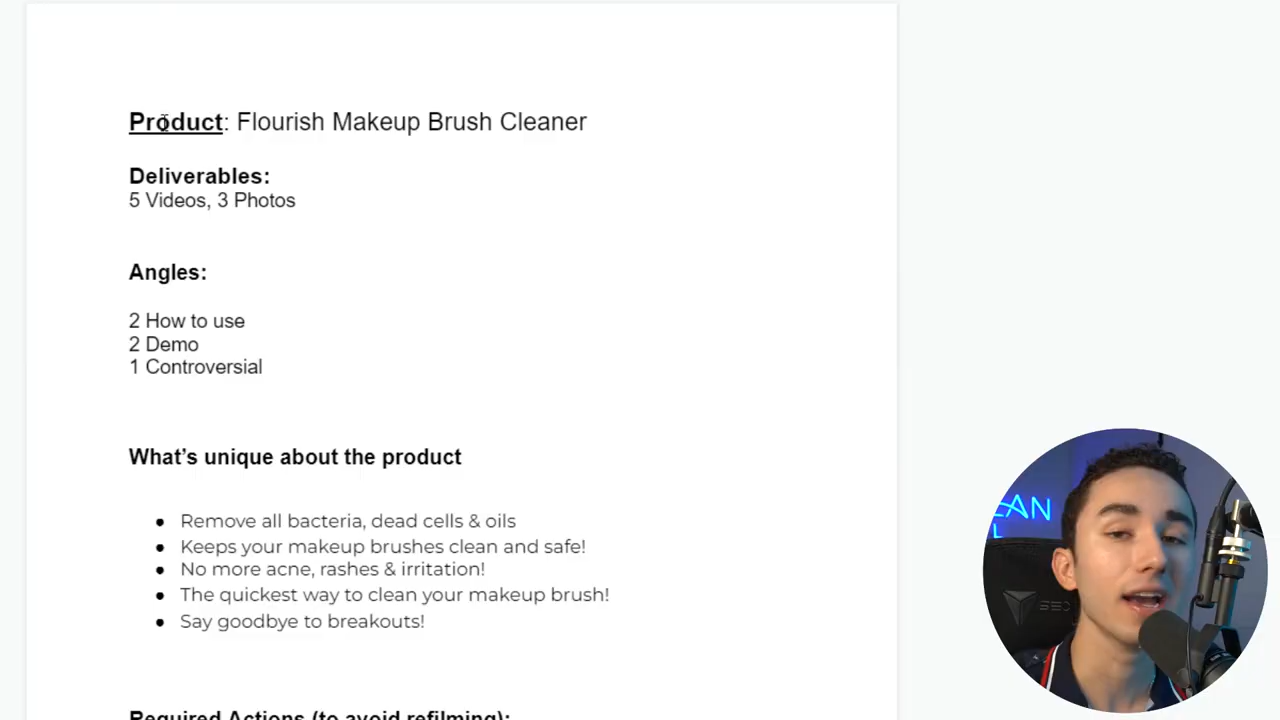 Product: Flourish Makeup Brush Cleaner
Deliverables:
5 Videos, 3 Photos
Angles:
2 How to use
2 Demo
1 Controversial
What's unique about the product
● Remove all bacteria, dead cells & oils
● Keeps your makeup brushes clean and safe!
● No more acne, rashes & irritation!
● The quickest way to clean your makeup brush!
● Say goodbye to breakouts!
Required Actions (to avoid refilming):